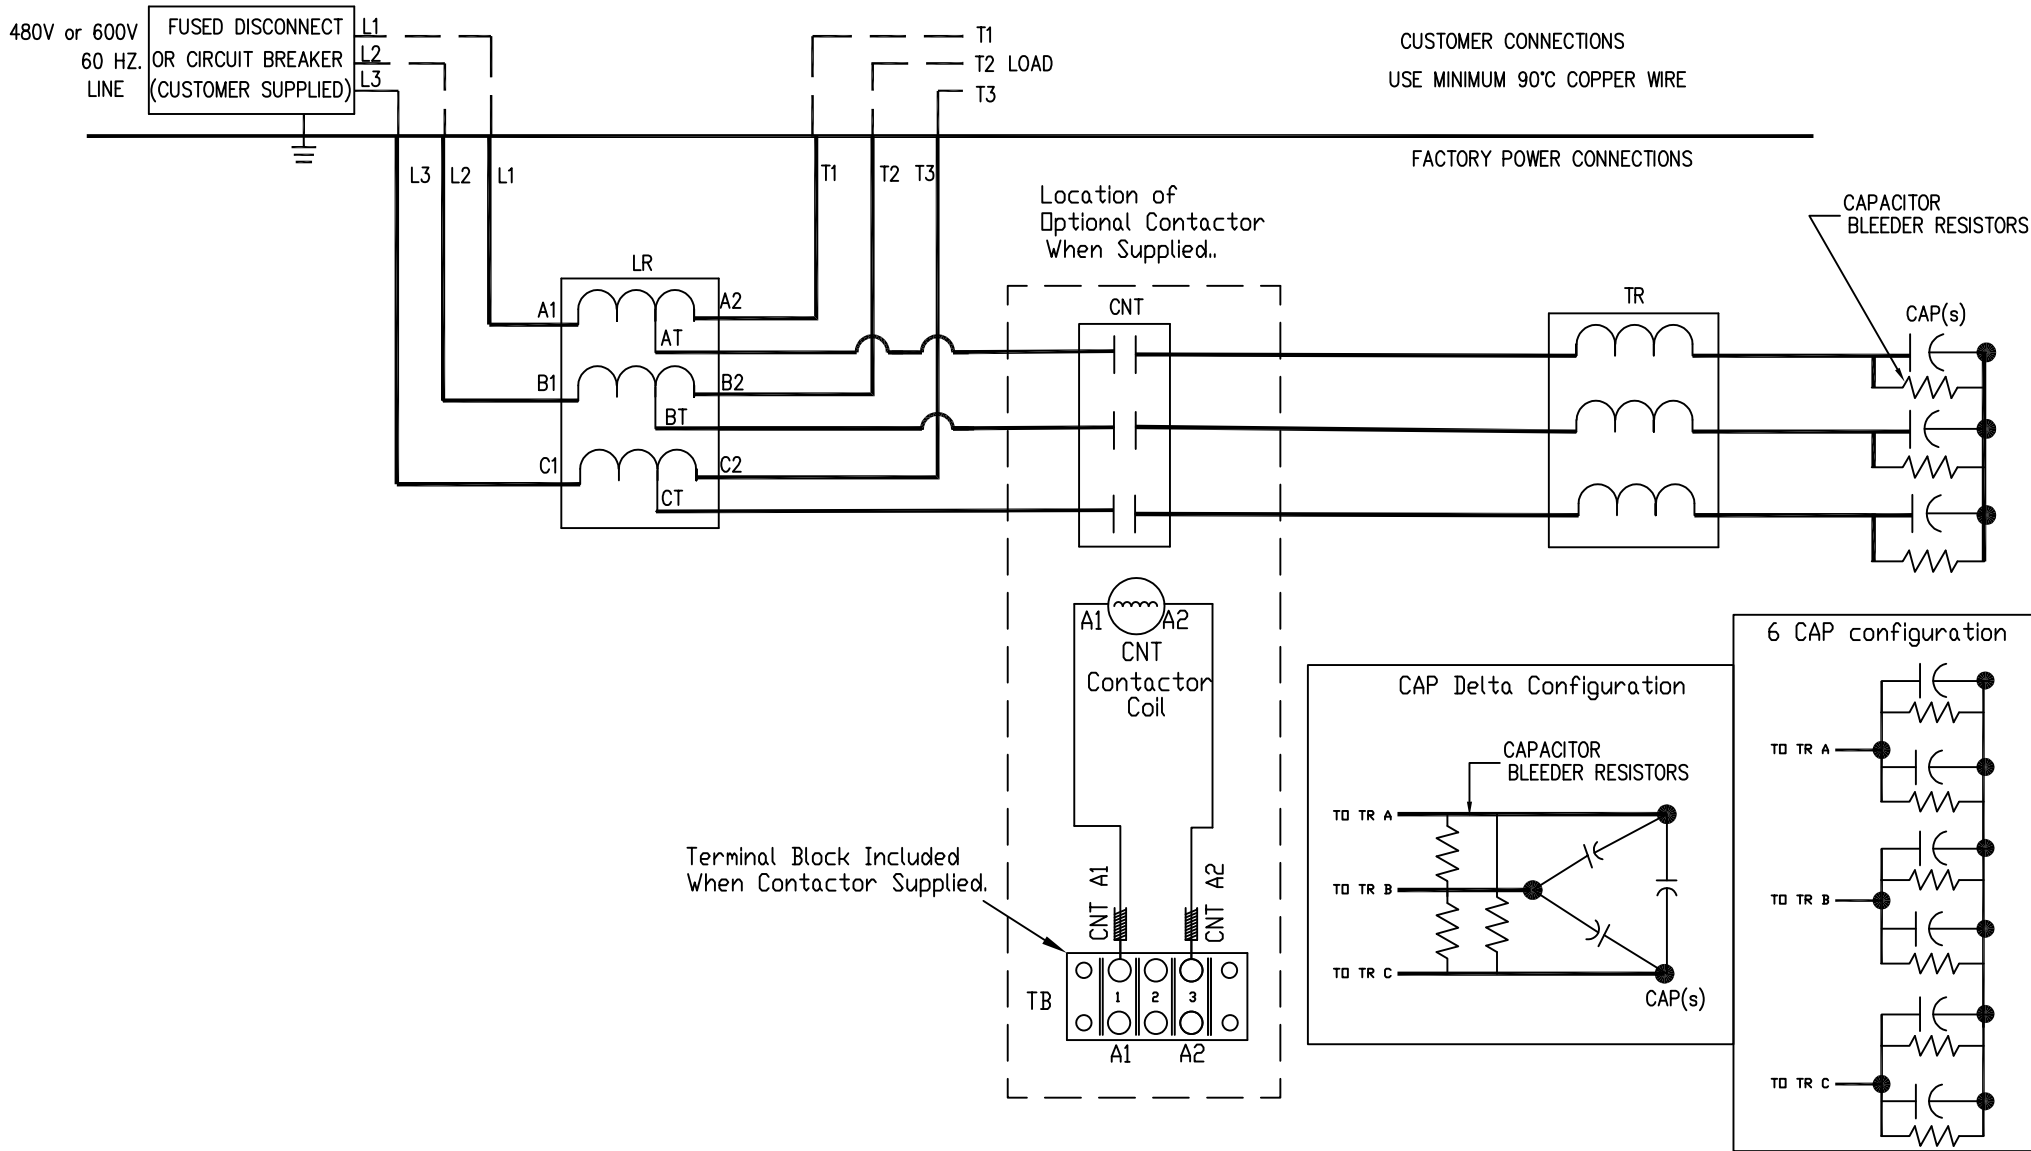 480V or 600V
60 HZ.
LINE
FUSED DISCONNECT
OR CIRCUIT BREAKER
(CUSTOMER SUPPLIED)
L1
L2
L3
T1
T2 LOAD
T3
CUSTOMER CONNECTIONS
USE MINIMUM 90°C COPPER WIRE
FACTORY POWER CONNECTIONS
L3
L2
L1
T1
T2
T3
Location of
Optional Contactor
When Supplied..
CAPACITOR
BLEEDER RESISTORS
LR
A1
A2
AT
B1
B2
BT
C1
C2
CT
CNT
TR
CAP(s)
A1
A2
CNT
Contactor
Coil
Terminal Block Included
When Contactor Supplied.
CNT A1
CNT A2
TB
1
2
3
A1
A2
CAP Delta Configuration
CAPACITOR
BLEEDER RESISTORS
TO TR A
TO TR B
TO TR C
CAP(s)
6 CAP configuration
TO TR A
TO TR B
TO TR C